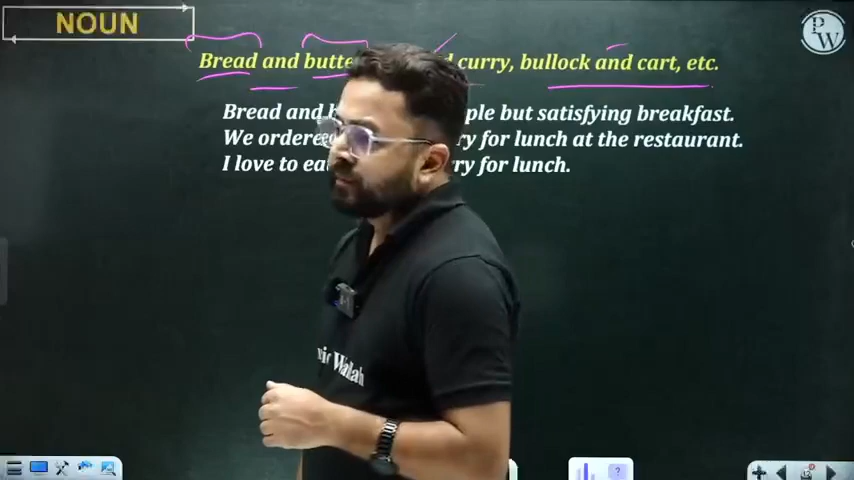 NOUN
Bread and butte curry, bullock and cart, etc.
Bread and ple but satisfying breakfast.
We ordere ry for lunch at the restaurant.
I love to ea ry for lunch.
PW
Wallah